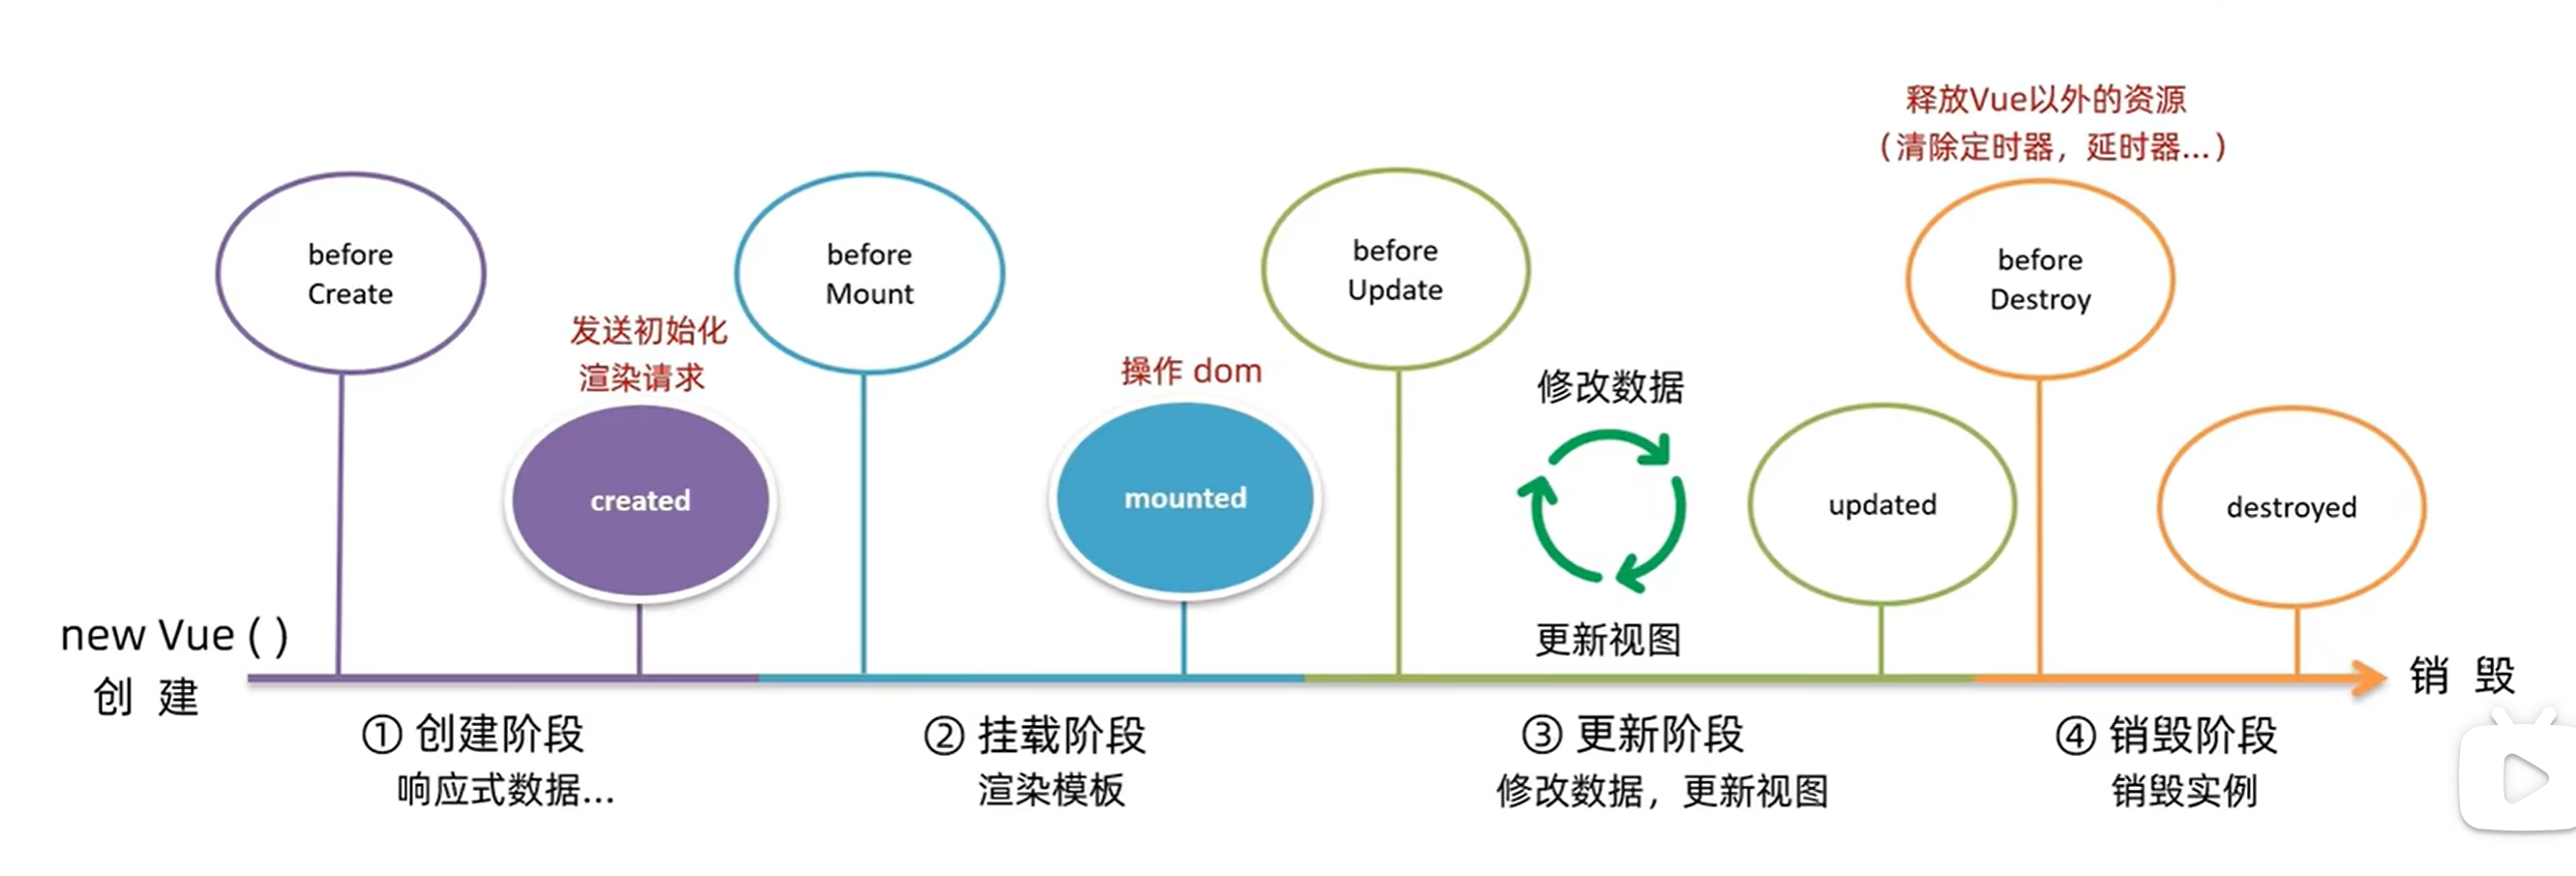 释放Vue以外的资源
（清除定时器，延时器...）
before
Create
before
Mount
before
Update
before
Destroy
发送初始化
渲染请求
操作 dom
修改数据
created
mounted
updated
destroyed
更新视图
new Vue ( )
创 建
销 毁
① 创建阶段
响应式数据...
② 挂载阶段
渲染模板
③ 更新阶段
修改数据，更新视图
④ 销毁阶段
销毁实例